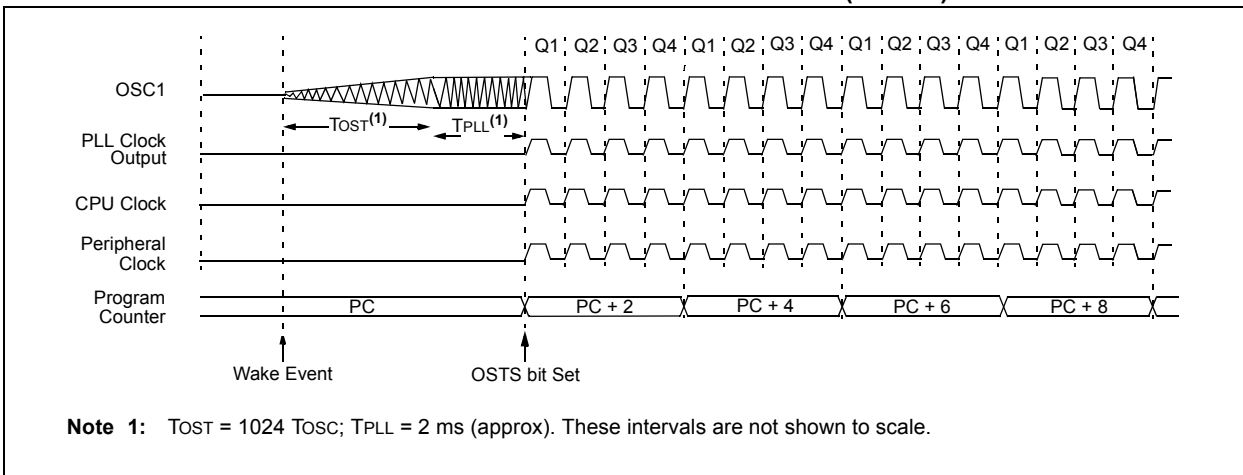 Q1 Q2 Q3 Q4 Q1 Q2 Q3 Q4 Q1 Q2 Q3 Q4 Q1 Q2 Q3 Q4
OSC1
TOST(1) TPLL(1)
PLL Clock
Output
CPU Clock
Peripheral
Clock
Program
Counter
PC PC + 2 PC + 4 PC + 6 PC + 8
Wake Event OSTS bit Set
Note 1: TOST = 1024 TOSC; TPLL = 2 ms (approx). These intervals are not shown to scale.